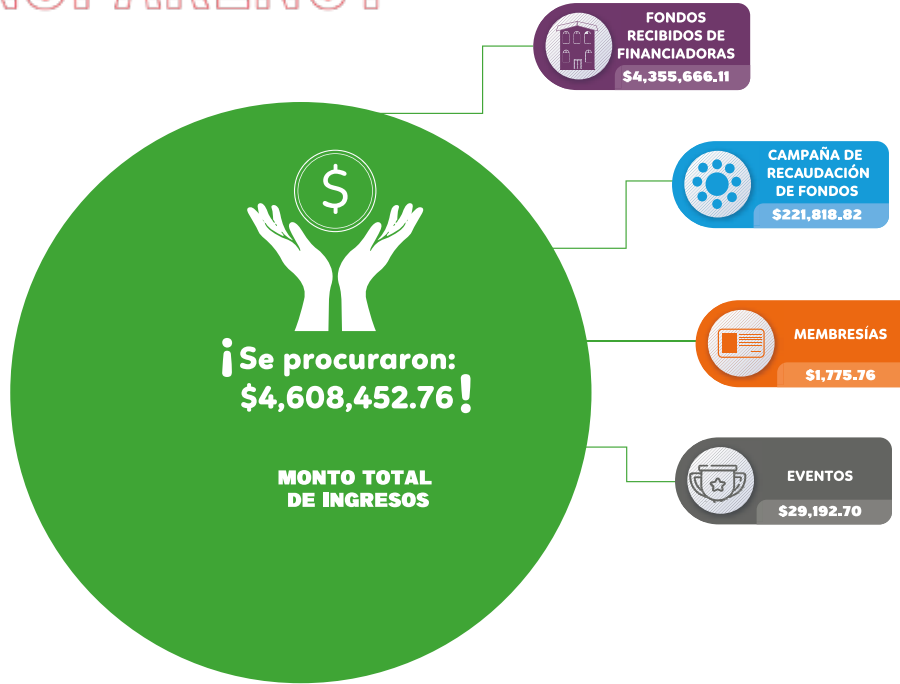 FONDOS
RECIBIDOS DE
FINANCIADORAS
$4,355,666.11
CAMPAÑA DE
RECAUDACIÓN
DE FONDOS
$221,818.82
$
¡Se procuraron:
$4,608,452.76!
MEMBRESÍAS
$1,775.76
MONTO TOTAL
DE INGRESOS
EVENTOS
$29,192.70